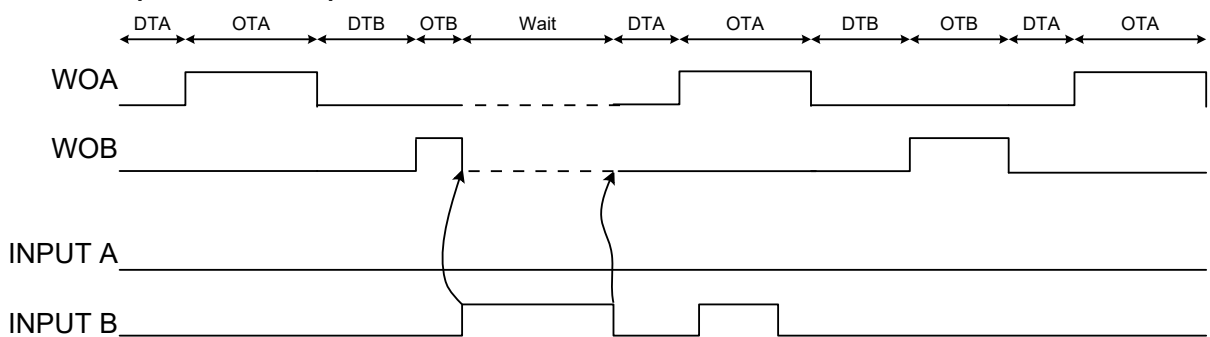 DTA OTA DTB OTB Wait DTA OTA DTB OTB DTA OTA
WOA
WOB
INPUT A
INPUT B